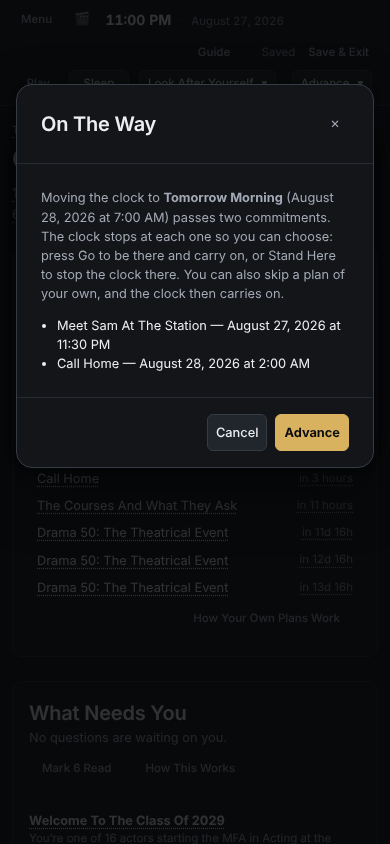 Menu 🎬 11:00 PM August 27, 2026
Guide Saved Save & Exit
Play Sleep Look After Yourself ▾ Advance ▾
On The Way ×
Moving the clock to Tomorrow Morning (August
28, 2026 at 7:00 AM) passes two commitments.
The clock stops at each one so you can choose:
press Go to be there and carry on, or Stand Here
to stop the clock there. You can also skip a plan of
your own, and the clock then carries on.
• Meet Sam At The Station — August 27, 2026 at
11:30 PM
• Call Home — August 28, 2026 at 2:00 AM
Cancel Advance
Call Home in 3 hours
The Courses And What They Ask in 11 hours
Drama 50: The Theatrical Event in 11d 16h
Drama 50: The Theatrical Event in 12d 16h
Drama 50: The Theatrical Event in 13d 16h
How Your Own Plans Work
What Needs You
No questions are waiting on you.
Mark 6 Read How This Works
Welcome To The Class Of 2029
You're one of 16 actors starting the MFA in Acting at the